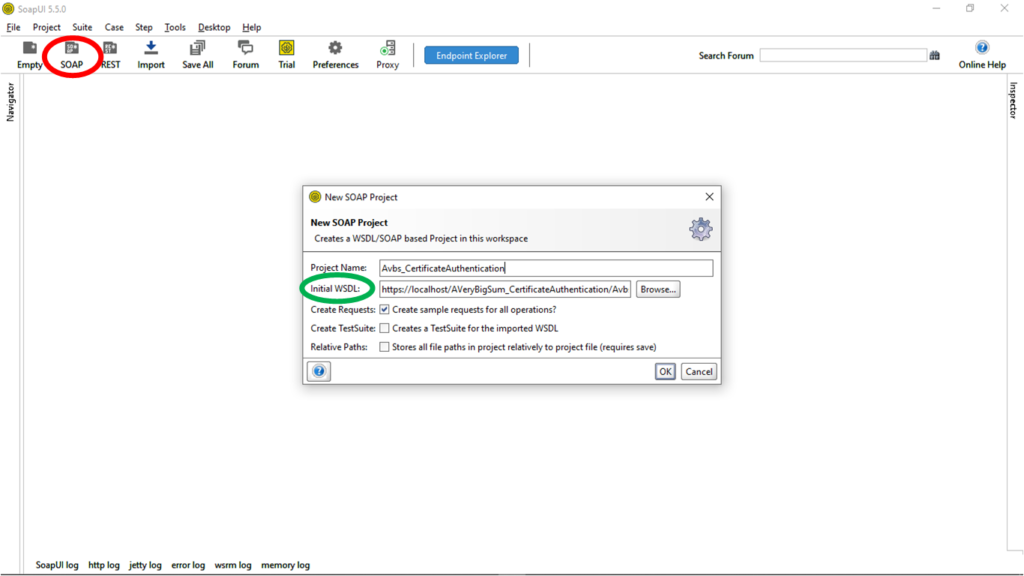 SoapUI 5.5.0
File Project Suite Case Step Tools Desktop Help
Empty SOAP REST Import Save All Forum Trial Preferences Proxy Endpoint Explorer Search Forum Online Help
Navigator
Inspector
New SOAP Project
New SOAP Project
Creates a WSDL/SOAP based Project in this workspace
Project Name: Avbs_CertificateAuthentication
Initial WSDL: https://localhost/AVeryBigSum_CertificateAuthentication/Avb Browse...
Create Requests: Create sample requests for all operations?
Create TestSuite: Creates a TestSuite for the imported WSDL
Relative Paths: Stores all file paths in project relatively to project file (requires save)
? OK Cancel
SoapUI log http log jetty log error log wsrm log memory log